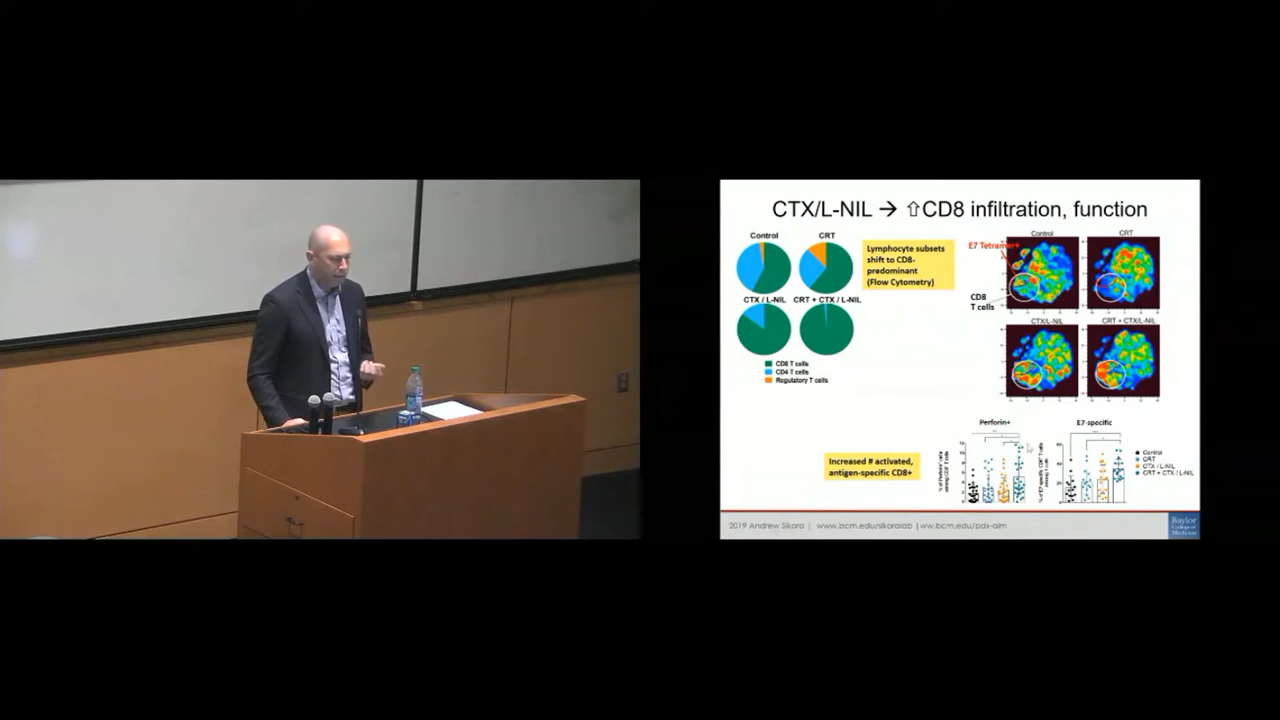 CTX/L-NIL → ⇧CD8 infiltration, function
Control
CRT
CTX / L-NIL
CRT + CTX / L-NIL
CD8 T cells
CD4 T cells
Regulatory T cells
Lymphocyte subsets
shift to CD8-
predominant
(Flow Cytometry)
E7 Tetramer+
CD8
T cells
Control
CRT
CTX/L-NIL
CRT + CTX/L-NIL
Increased # activated,
antigen-specific CD8+
Perforin+
E7-specific
Control
CRT
CTX / L-NIL
CRT + CTX / L-NIL
2019 Andrew Sikora | www.bcm.edu/sikoralab | ww.bcm.edu/pdx-aim
Baylor
College of
Medicine